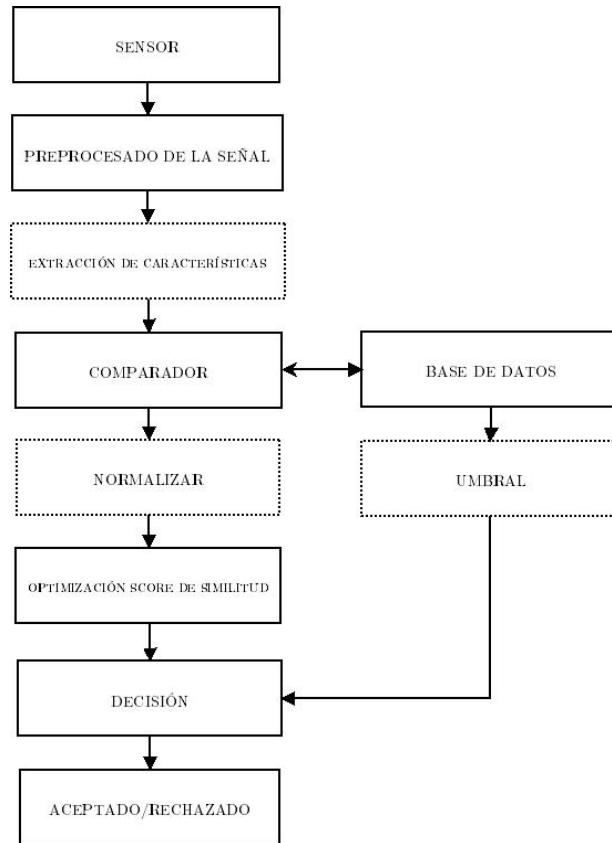 SENSOR
PREPROCESADO DE LA SEÑAL
EXTRACCIÓN DE CARACTERÍSTICAS
COMPARADOR
BASE DE DATOS
NORMALIZAR
UMBRAL
OPTIMIZACIÓN SCORE DE SIMILITUD
DECISIÓN
ACEPTADO/RECHAZADO